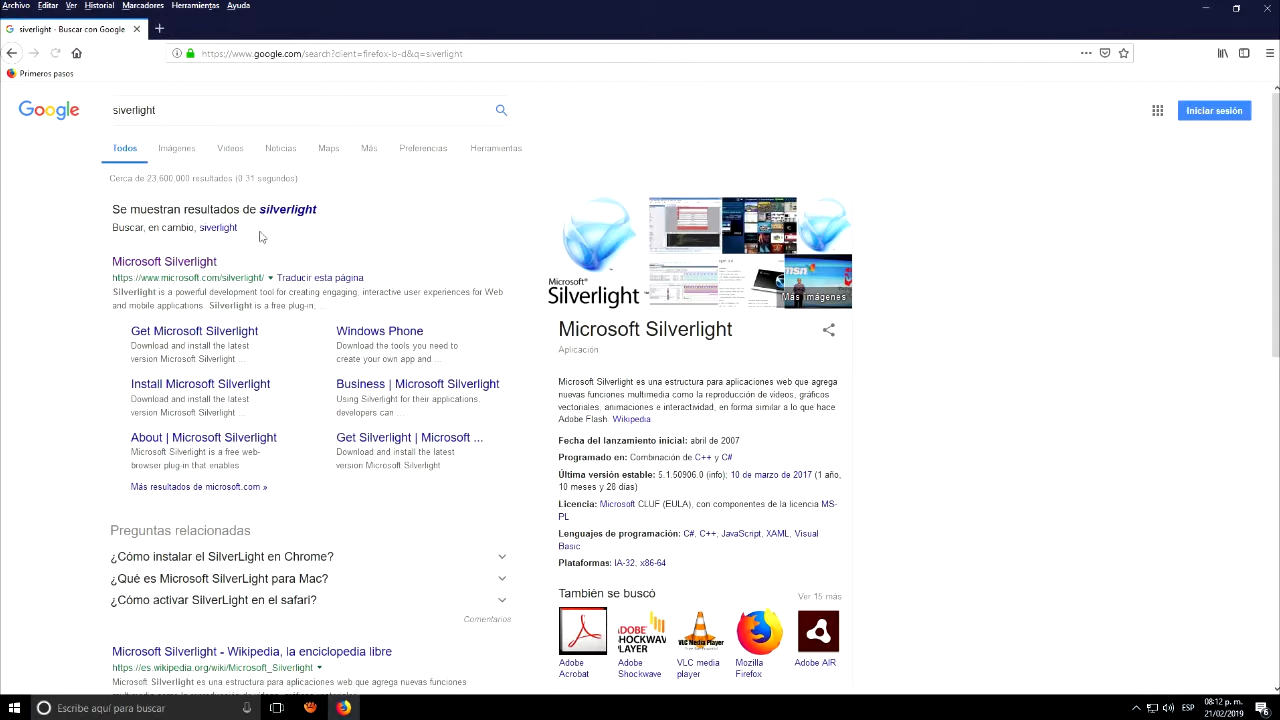 Archivo Editar Ver Historial Marcadores Herramientas Ayuda
siverlight - Buscar con Google
https://www.google.com/search?client=firefox-b-d&q=siverlight
Primeros pasos
Google
siverlight
Iniciar sesión
Todos Imágenes Videos Noticias Maps Más Preferencias Herramientas
Cerca de 23.600.000 resultados (0 31 segundos)
Se muestran resultados de silverlight
Buscar, en cambio, siverlight
Microsoft Silverlight
https://www.microsoft.com/silverlight/ Traducir esta página
Silverlight is a powerful development tool for creating engaging, interactive user experiences for Web
and mobile applications. Silverlight is a free plug-in
Get Microsoft Silverlight
Download and install the latest
version Microsoft Silverlight ...
Windows Phone
Download the tools you need to
create your own app and ...
Install Microsoft Silverlight
Download and install the latest
version Microsoft Silverlight ...
Business | Microsoft Silverlight
Using Silverlight for their applications,
developers can ...
About | Microsoft Silverlight
Microsoft Silverlight is a free web-
browser plug-in that enables
Get Silverlight | Microsoft ...
Download and install the latest
version Microsoft Silverlight
Más resultados de microsoft.com »
Preguntas relacionadas
¿Cómo instalar el SilverLight en Chrome?
¿Qué es Microsoft SilverLight para Mac?
¿Cómo activar SilverLight en el safari?
Comentarios
Microsoft Silverlight - Wikipedia, la enciclopedia libre
https://es.wikipedia.org/wiki/Microsoft_Silverlight
Microsoft Silverlight es una estructura para aplicaciones web que agrega nuevas funciones
Microsoft®
Silverlight
msn
Más imágenes
Microsoft Silverlight
Aplicación
Microsoft Silverlight es una estructura para aplicaciones web que agrega
nuevas funciones multimedia como la reproducción de videos, gráficos
vectoriales, animaciones e interactividad, en forma similar a lo que hace
Adobe Flash. Wikipedia
Fecha del lanzamiento inicial: abril de 2007
Programado en: Combinación de C++ y C#
Última versión estable: 5.1.50906.0 (info); 10 de marzo de 2017 (1 año,
10 meses y 28 días)
Licencia: Microsoft CLUF (EULA), con componentes de la licencia MS-
PL
Lenguajes de programación: C#, C++, JavaScript, XAML, Visual
Basic
Plataformas: IA-32, x86-64
También se buscó
Ver 15 más
ADOBE SHOCKWAVE PLAYER
VLC Media Player
Adobe
Acrobat
Adobe
Shockwave
VLC media
player
Mozilla
Firefox
Adobe AIR
Escribe aquí para buscar
ESP
08:12 p. m.
21/02/2019
6